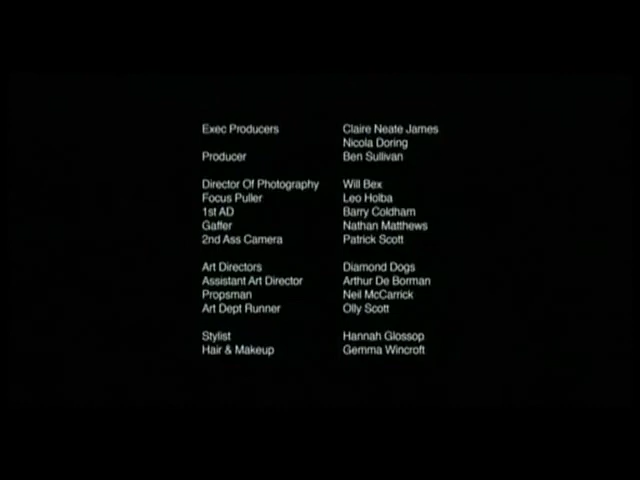 Exec Producers Claire Neate James
Nicola Doring
Producer Ben Sullivan
Director Of Photography Will Bex
Focus Puller Leo Holba
1st AD Barry Coldham
Gaffer Nathan Matthews
2nd Ass Camera Patrick Scott
Art Directors Diamond Dogs
Assistant Art Director Arthur De Borman
Propsman Neil McCarrick
Art Dept Runner Olly Scott
Stylist Hannah Glossop
Hair & Makeup Gemma Wincroft